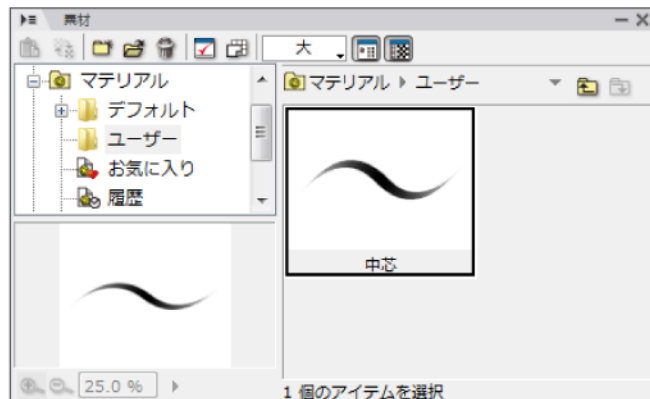 素材
大
マテリアル
デフォルト
ユーザー
お気に入り
履歴
マテリアル ユーザー
中芯
25.0 %
1 個のアイテムを選択